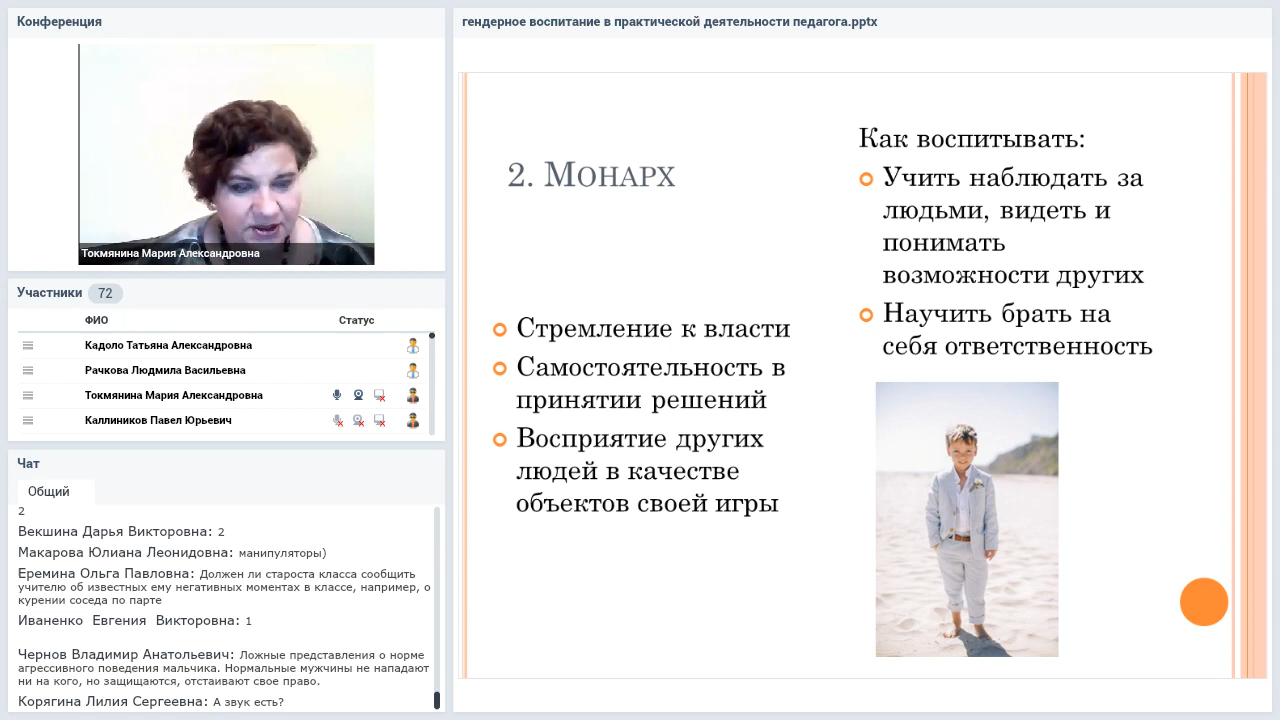 Конференция
Токмянина Мария Александровна
Участники 72
ФИО Статус
Кадоло Татьяна Александровна
Рачкова Людмила Васильевна
Токмянина Мария Александровна
Каллиников Павел Юрьевич
Чат
Общий
2
Векшина Дарья Викторовна: 2
Макарова Юлиана Леонидовна: манипуляторы)
Еремина Ольга Павловна: Должен ли староста класса сообщить
учителю об известных ему негативных моментах в классе, например, о
курении соседа по парте
Иваненко Евгения Викторовна: 1
Чернов Владимир Анатольевич: Ложные представления о норме
агрессивного поведения мальчика. Нормальные мужчины не нападают
ни на кого, но защищаются, отстаивают свое право.
Корягина Лилия Сергеевна: А звук есть?
гендерное воспитание в практической деятельности педагога.pptx
2. Монарх
Стремление к власти
Самостоятельность в
принятии решений
Восприятие других
людей в качестве
объектов своей игры
Как воспитывать:
Учить наблюдать за
людьми, видеть и
понимать
возможности других
Научить брать на
себя ответственность